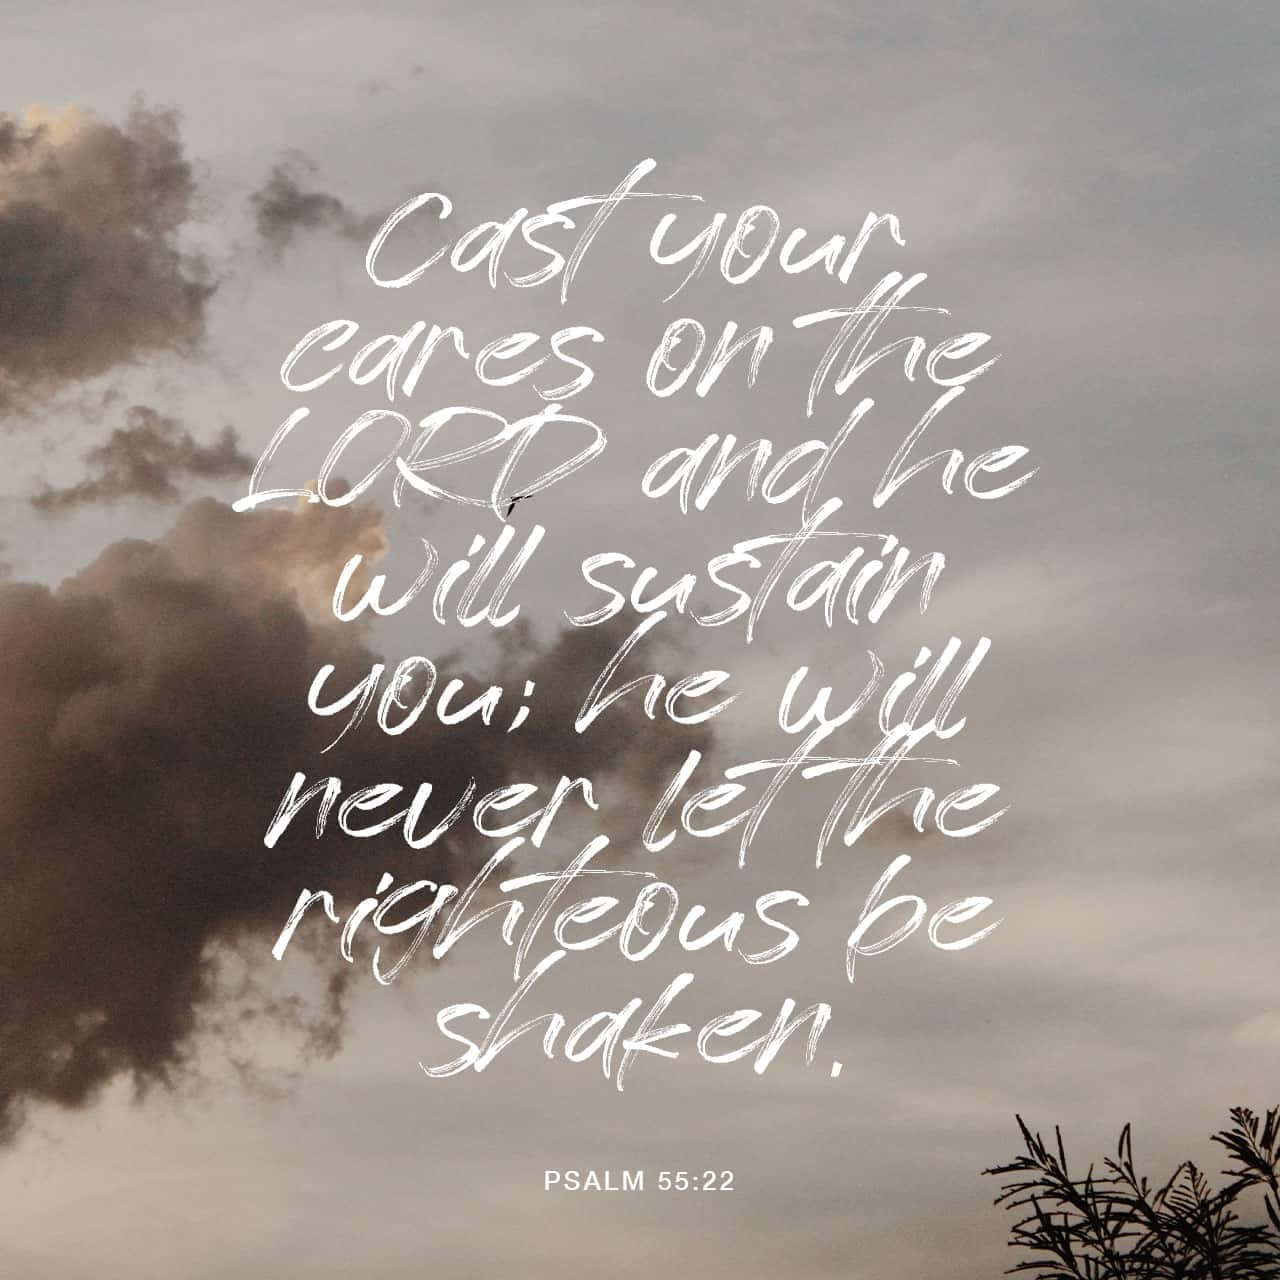 Cast your
cares on the
LORD and he
will sustain
you; he will
never let the
righteous be
shaken.
PSALM 55:22